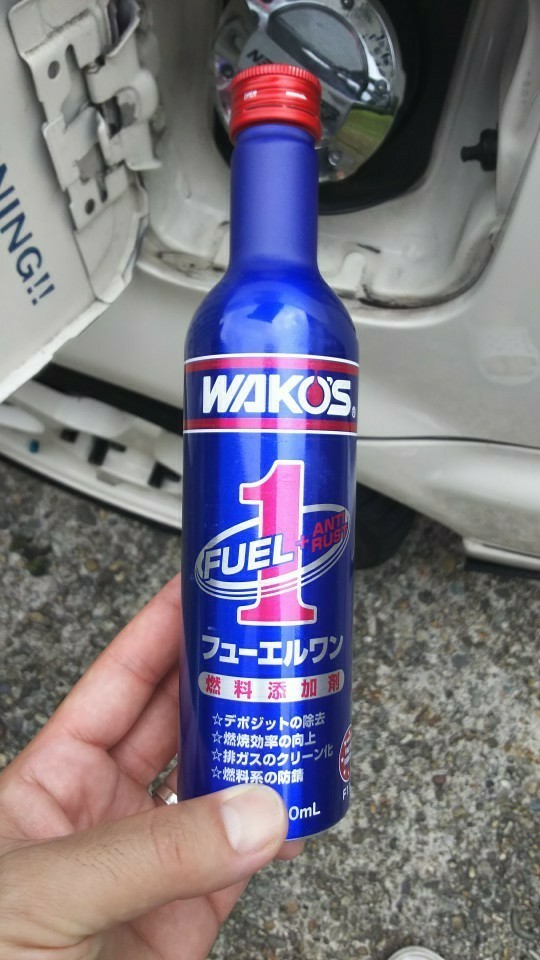 NING!!
WAKO'S®
1
FUEL + ANTI
RUST
フューエルワン
燃料添加剤
☆デポジットの除去
☆燃焼効率の向上
☆排ガスのクリーン化
☆燃料系の防錆
0mL